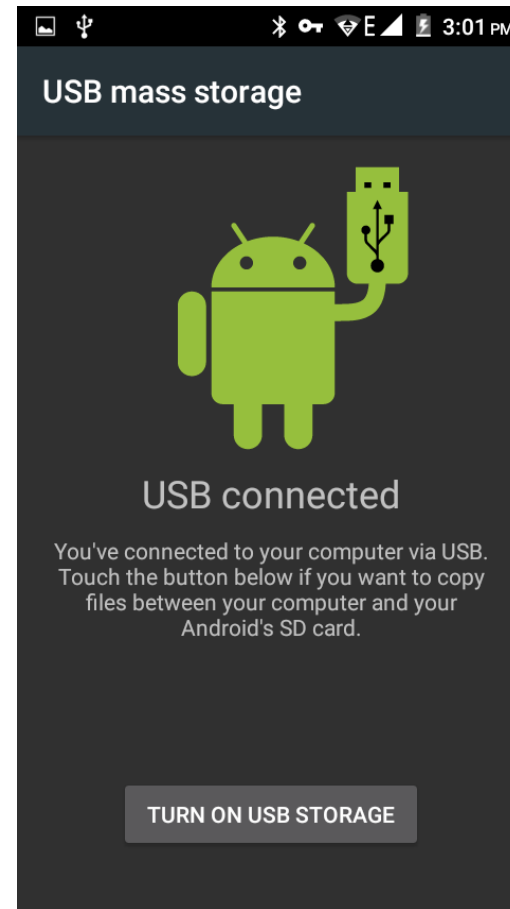 E 3:01 PM
USB mass storage
USB connected
You've connected to your computer via USB.
Touch the button below if you want to copy
files between your computer and your
Android's SD card.
TURN ON USB STORAGE